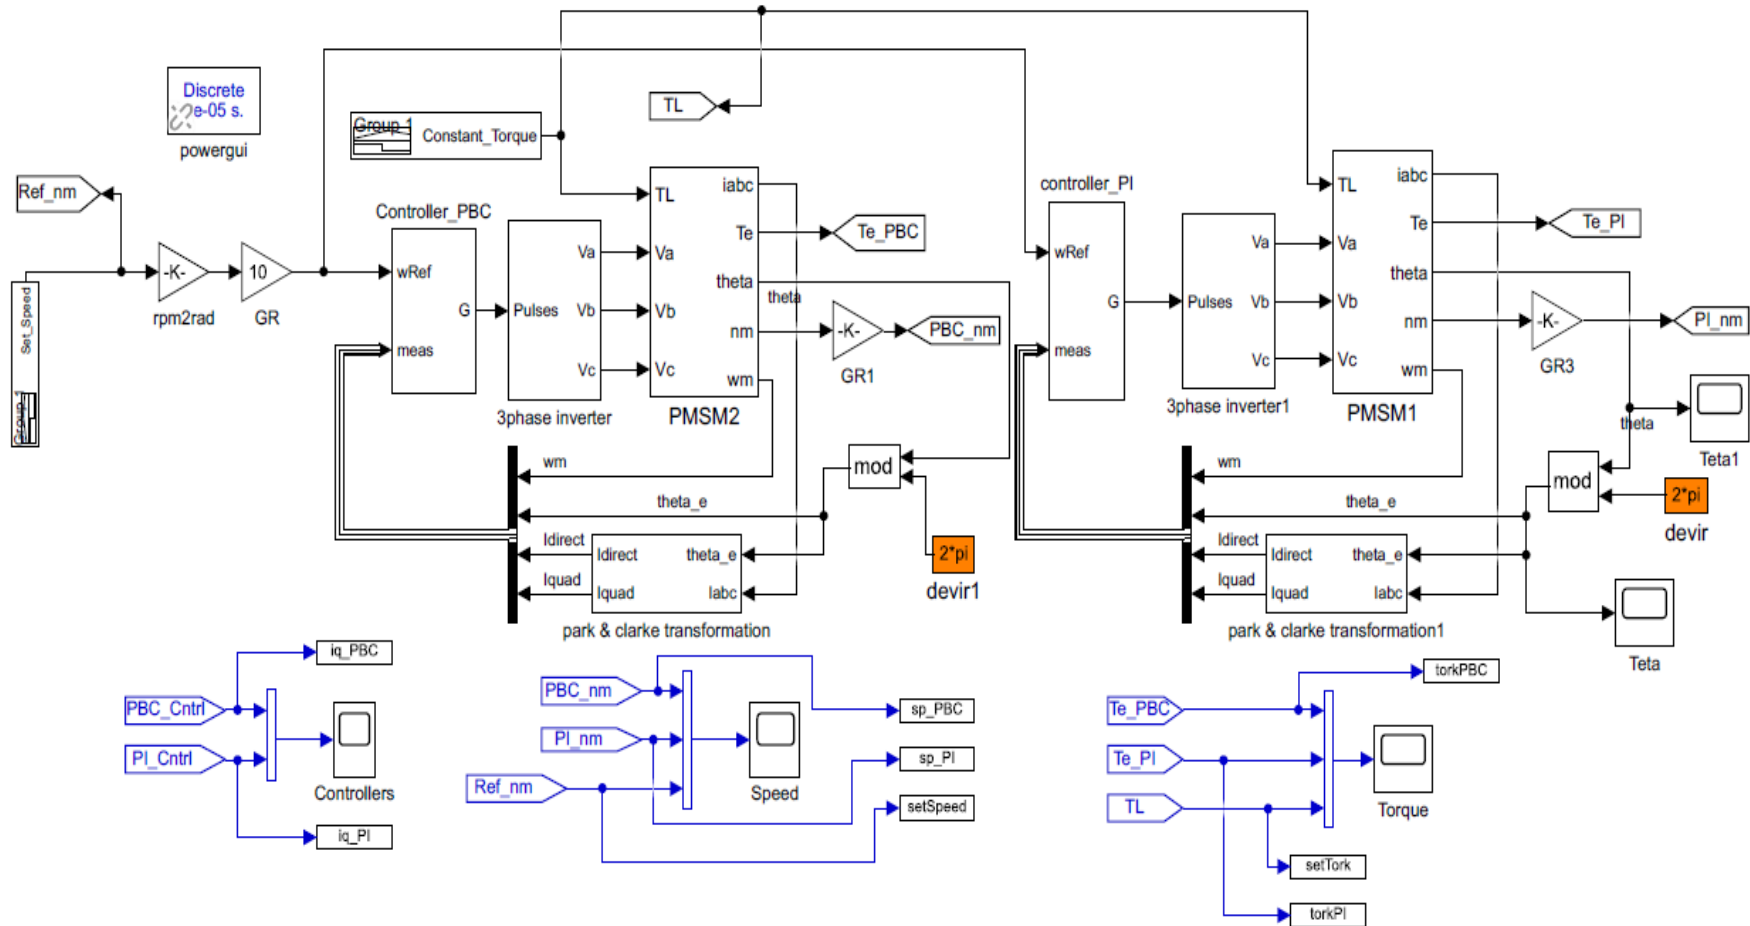 Discrete
e-05 s.
powergui
Ref_nm
Set_Speed
Group 1
-K-
rpm2rad
10
GR
Group 1
Constant_Torque
TL
Controller_PBC
wRef
G
meas
Pulses
Va
Vb
Vc
3phase inverter
TL
Va
Vb
Vc
iabc
Te
theta
nm
wm
PMSM2
Te_PBC
theta
-K-
GR1
PBC_nm
wm
theta_e
Idirect
Iquad
Idirect
Iquad
theta_e
Iabc
park & clarke transformation
mod
2*pi
devir1
controller_PI
wRef
G
meas
Pulses
Va
Vb
Vc
3phase inverter1
TL
Va
Vb
Vc
iabc
Te
theta
nm
wm
PMSM1
Te_PI
-K-
GR3
PI_nm
theta
Teta1
mod
2*pi
devir
wm
theta_e
Idirect
Iquad
Idirect
Iquad
theta_e
Iabc
park & clarke transformation1
Teta
iq_PBC
PBC_Cntrl
PI_Cntrl
Controllers
iq_PI
PBC_nm
PI_nm
Ref_nm
Speed
sp_PBC
sp_PI
setSpeed
torkPBC
Te_PBC
Te_PI
TL
Torque
setTork
torkPI